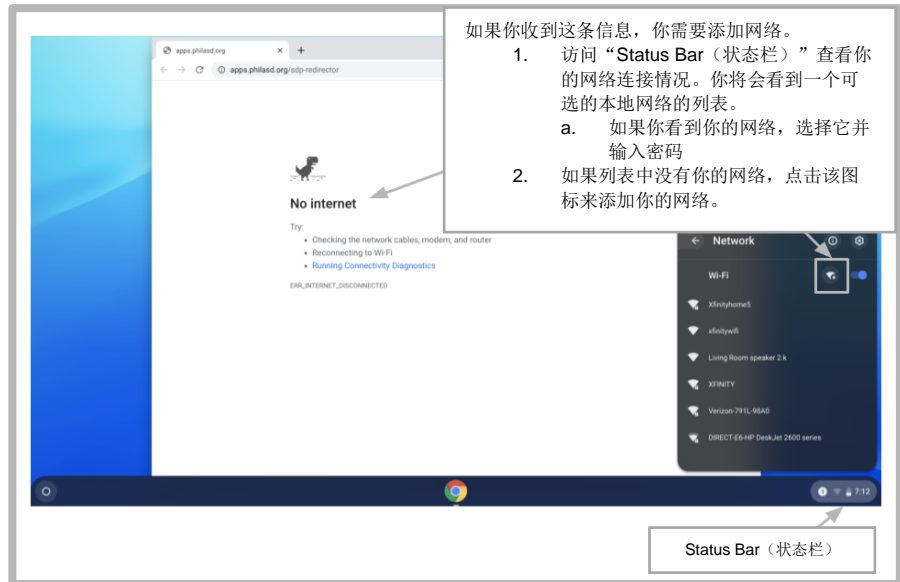 如果你收到这条信息，你需要添加网络。
1. 访问“Status Bar（状态栏）”查看你
的网络连接情况。你将会看到一个可
选的本地网络的列表。
a. 如果你看到你的网络，选择它并
输入密码
2. 如果列表中没有你的网络，点击该图
标来添加你的网络。
apps.philasd.org
apps.philasd.org/sdp-redirector
No internet
Try:
• Checking the network cables, modem, and router
• Reconnecting to Wi-Fi
• Running Connectivity Diagnostics
ERR_INTERNET_DISCONNECTED
Network
Wi-Fi
Xfinityhome5
xfinitywifi
Living Room speaker 2.k
XFINITY
Verizon-791L-98A0
DIRECT-E6-HP DeskJet 2600 series
7:12
Status Bar（状态栏）